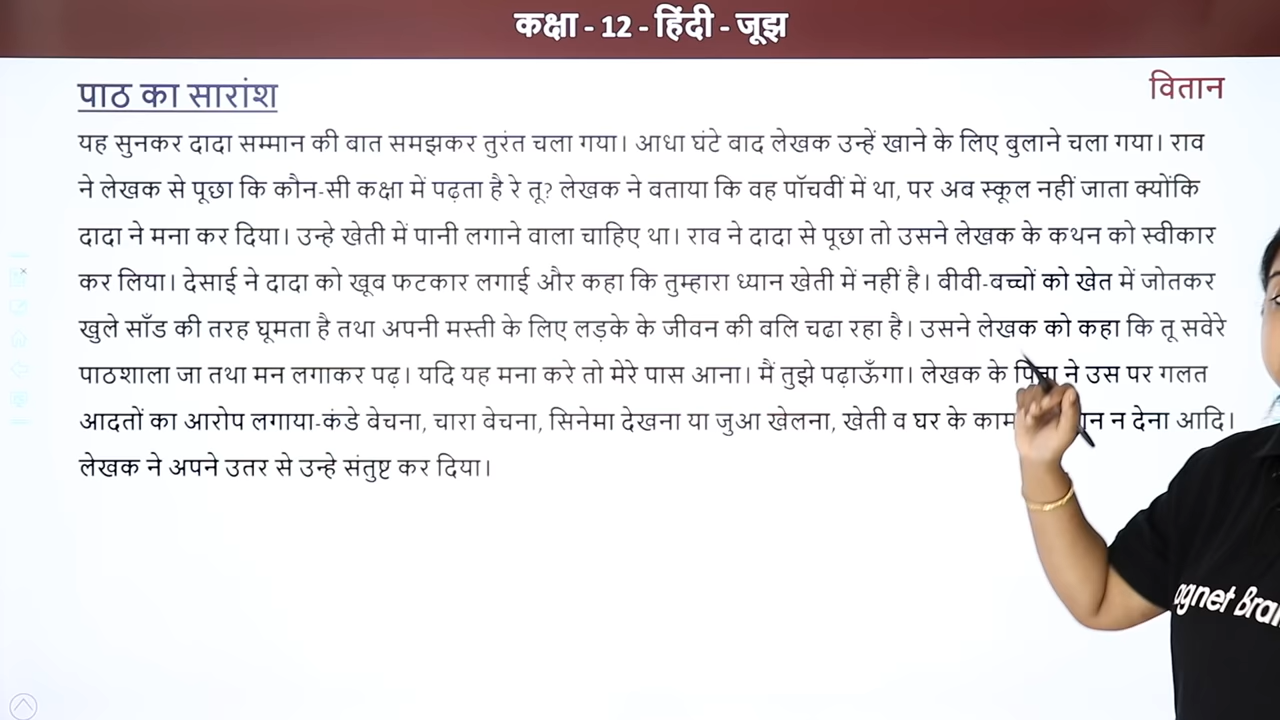 कक्षा - 12 - हिंदी - जूझ
पाठ का सारांश
वितान
यह सुनकर दादा सम्मान की बात समझकर तुरंत चला गया। आधा घंटे बाद लेखक उन्हें खाने के लिए बुलाने चला गया। राव
ने लेखक से पूछा कि कौन-सी कक्षा में पढ़ता है रे तू? लेखक ने बताया कि वह पॉचवीं में था, पर अब स्कूल नहीं जाता क्योंकि
दादा ने मना कर दिया। उन्हे खेती में पानी लगाने वाला चाहिए था। राव ने दादा से पूछा तो उसने लेखक के कथन को स्वीकार
कर लिया। देसाई ने दादा को खूब फटकार लगाई और कहा कि तुम्हारा ध्यान खेती में नहीं है। बीवी-बच्चों को खेत में जोतकर
खुले साँड की तरह घूमता है तथा अपनी मस्ती के लिए लड़के के जीवन की बलि चढा रहा है। उसने लेखक को कहा कि तू सवेरे
पाठशाला जा तथा मन लगाकर पढ़। यदि यह मना करे तो मेरे पास आना। मैं तुझे पढ़ाऊँगा। लेखक के पिता ने उस पर गलत
आदतों का आरोप लगाया-कंडे बेचना, चारा बेचना, सिनेमा देखना या जुआ खेलना, खेती व घर के काम न देना आदि।
लेखक ने अपने उतर से उन्हे संतुष्ट कर दिया।
agnet Brai